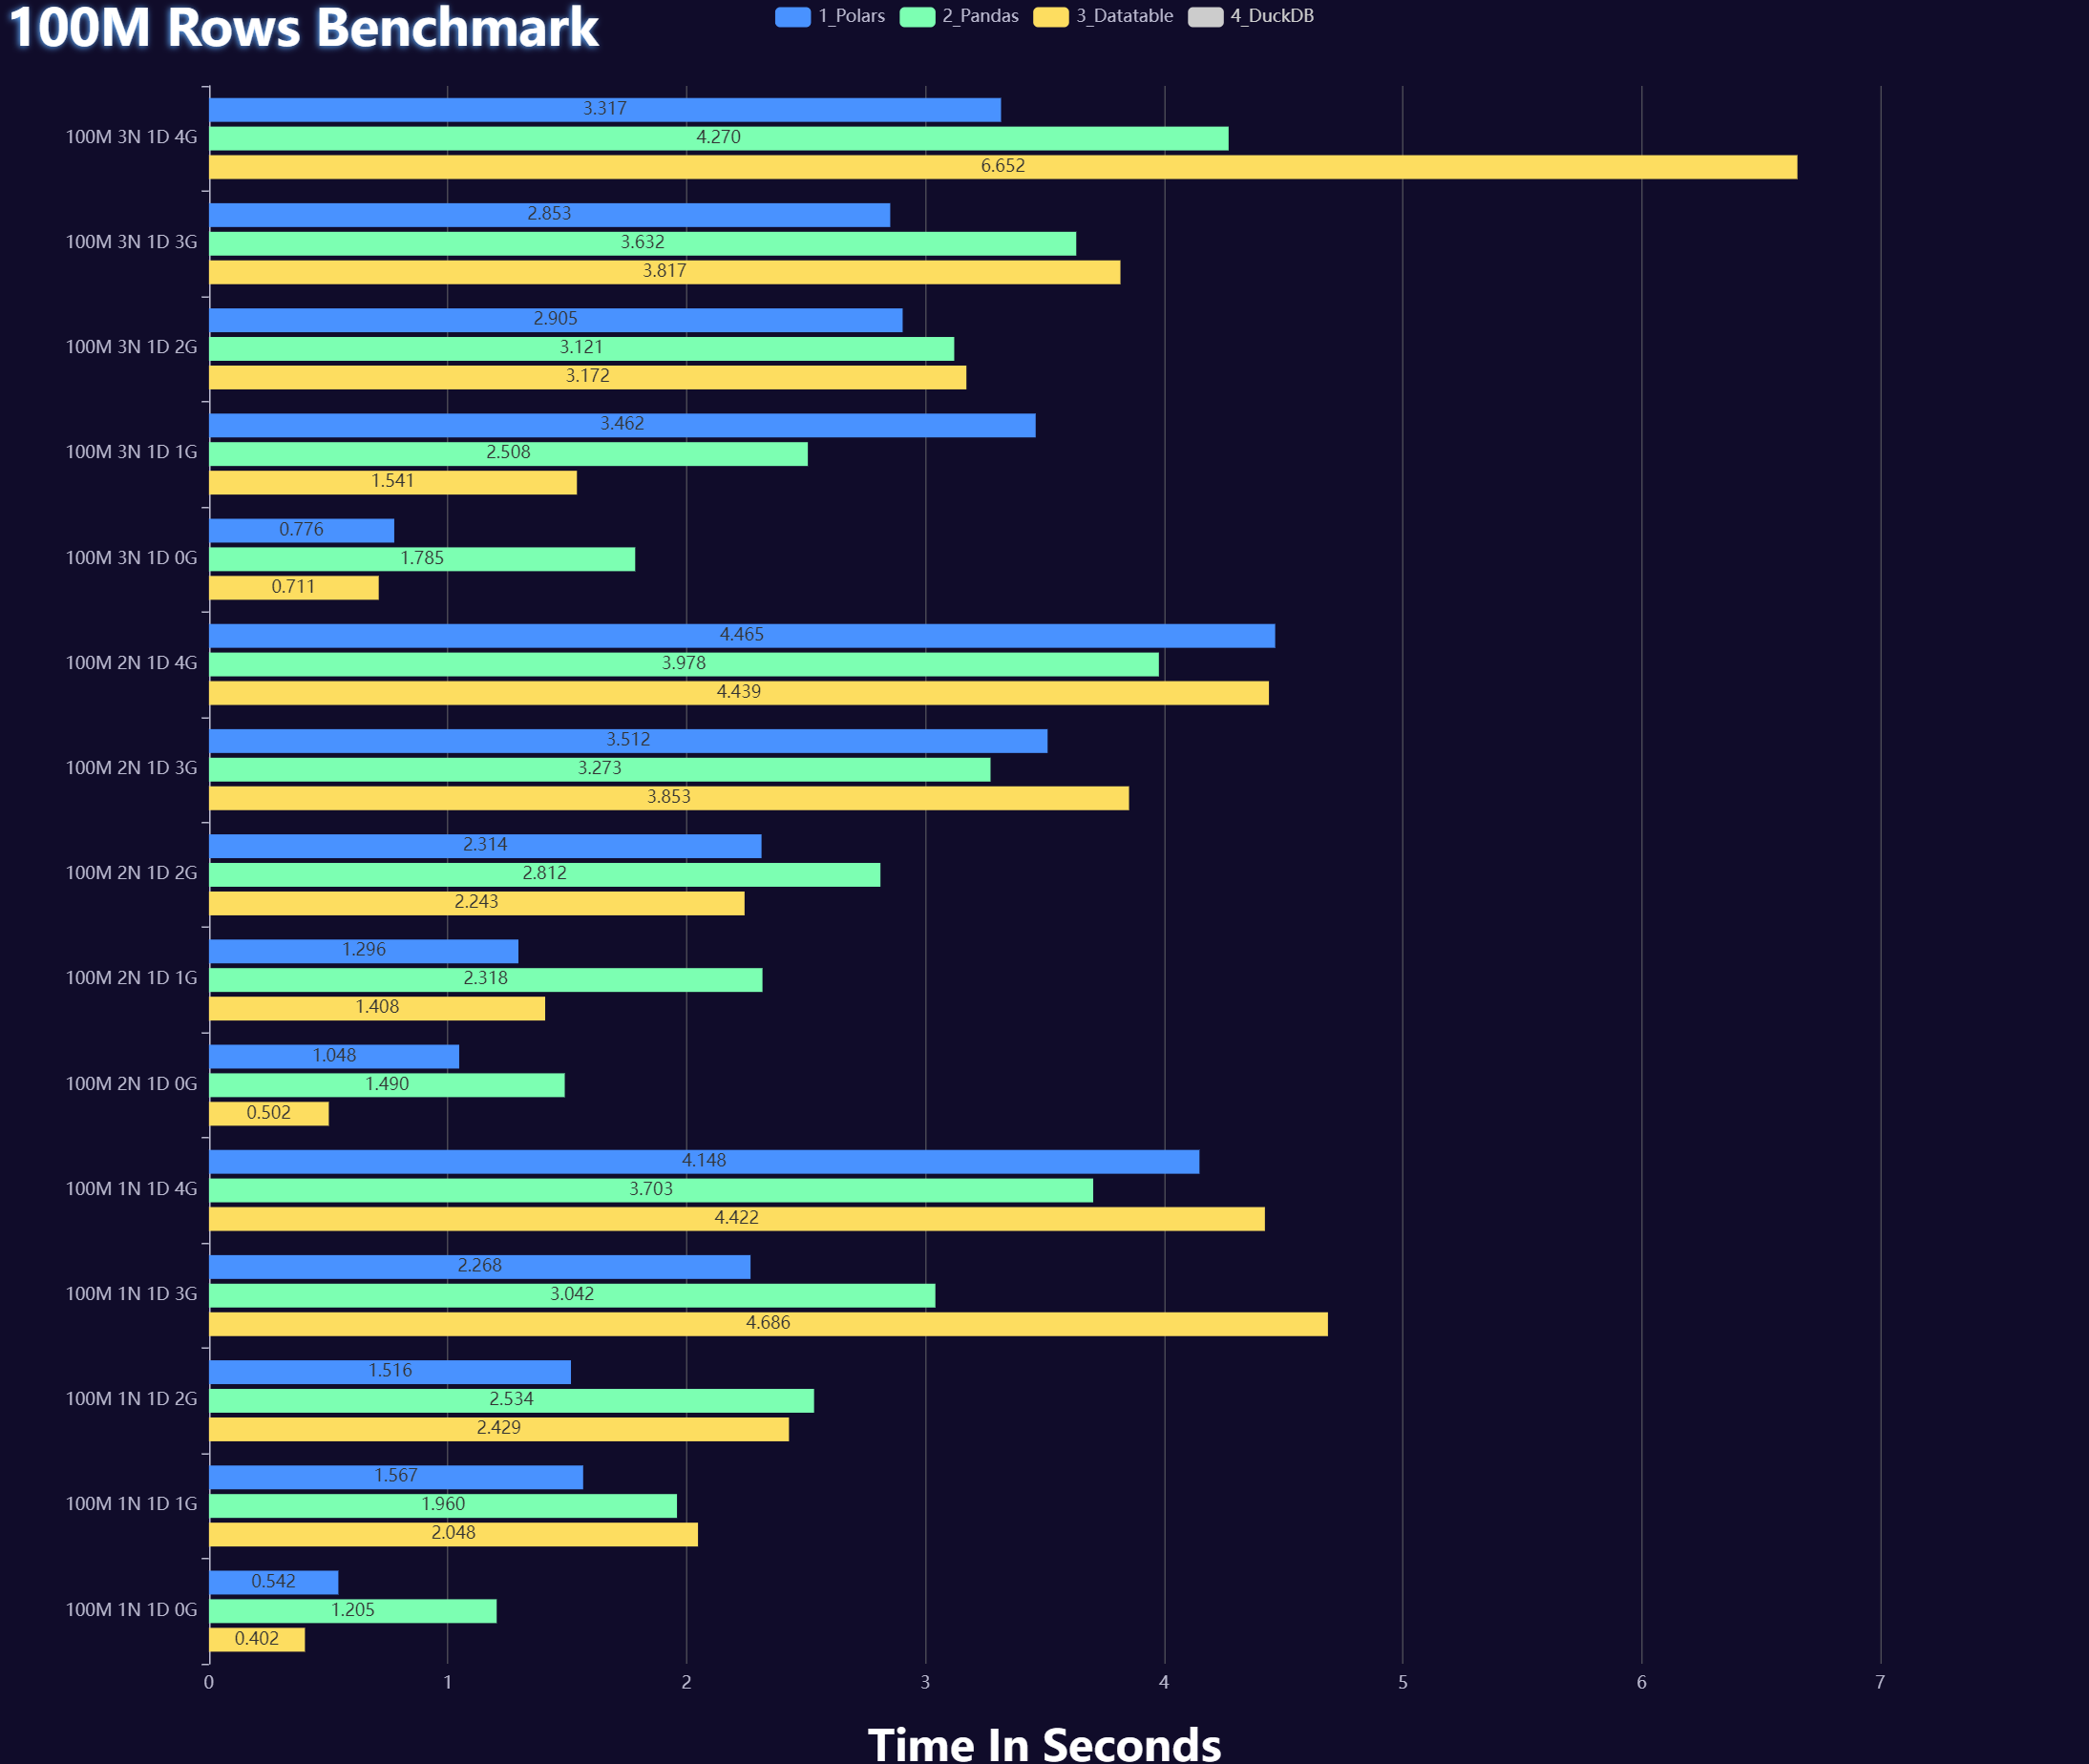 100M Rows Benchmark
1_Polars 2_Pandas 3_Datatable 4_DuckDB
3.317
100M 3N 1D 4G 4.270
6.652
2.853
100M 3N 1D 3G 3.632
3.817
2.905
100M 3N 1D 2G 3.121
3.172
3.462
100M 3N 1D 1G 2.508
1.541
0.776
100M 3N 1D 0G 1.785
0.711
4.465
100M 2N 1D 4G 3.978
4.439
3.512
100M 2N 1D 3G 3.273
3.853
2.314
100M 2N 1D 2G 2.812
2.243
1.296
100M 2N 1D 1G 2.318
1.408
1.048
100M 2N 1D 0G 1.490
0.502
4.148
100M 1N 1D 4G 3.703
4.422
2.268
100M 1N 1D 3G 3.042
4.686
1.516
100M 1N 1D 2G 2.534
2.429
1.567
100M 1N 1D 1G 1.960
2.048
0.542
100M 1N 1D 0G 1.205
0.402
0 1 2 3 4 5 6 7
Time In Seconds